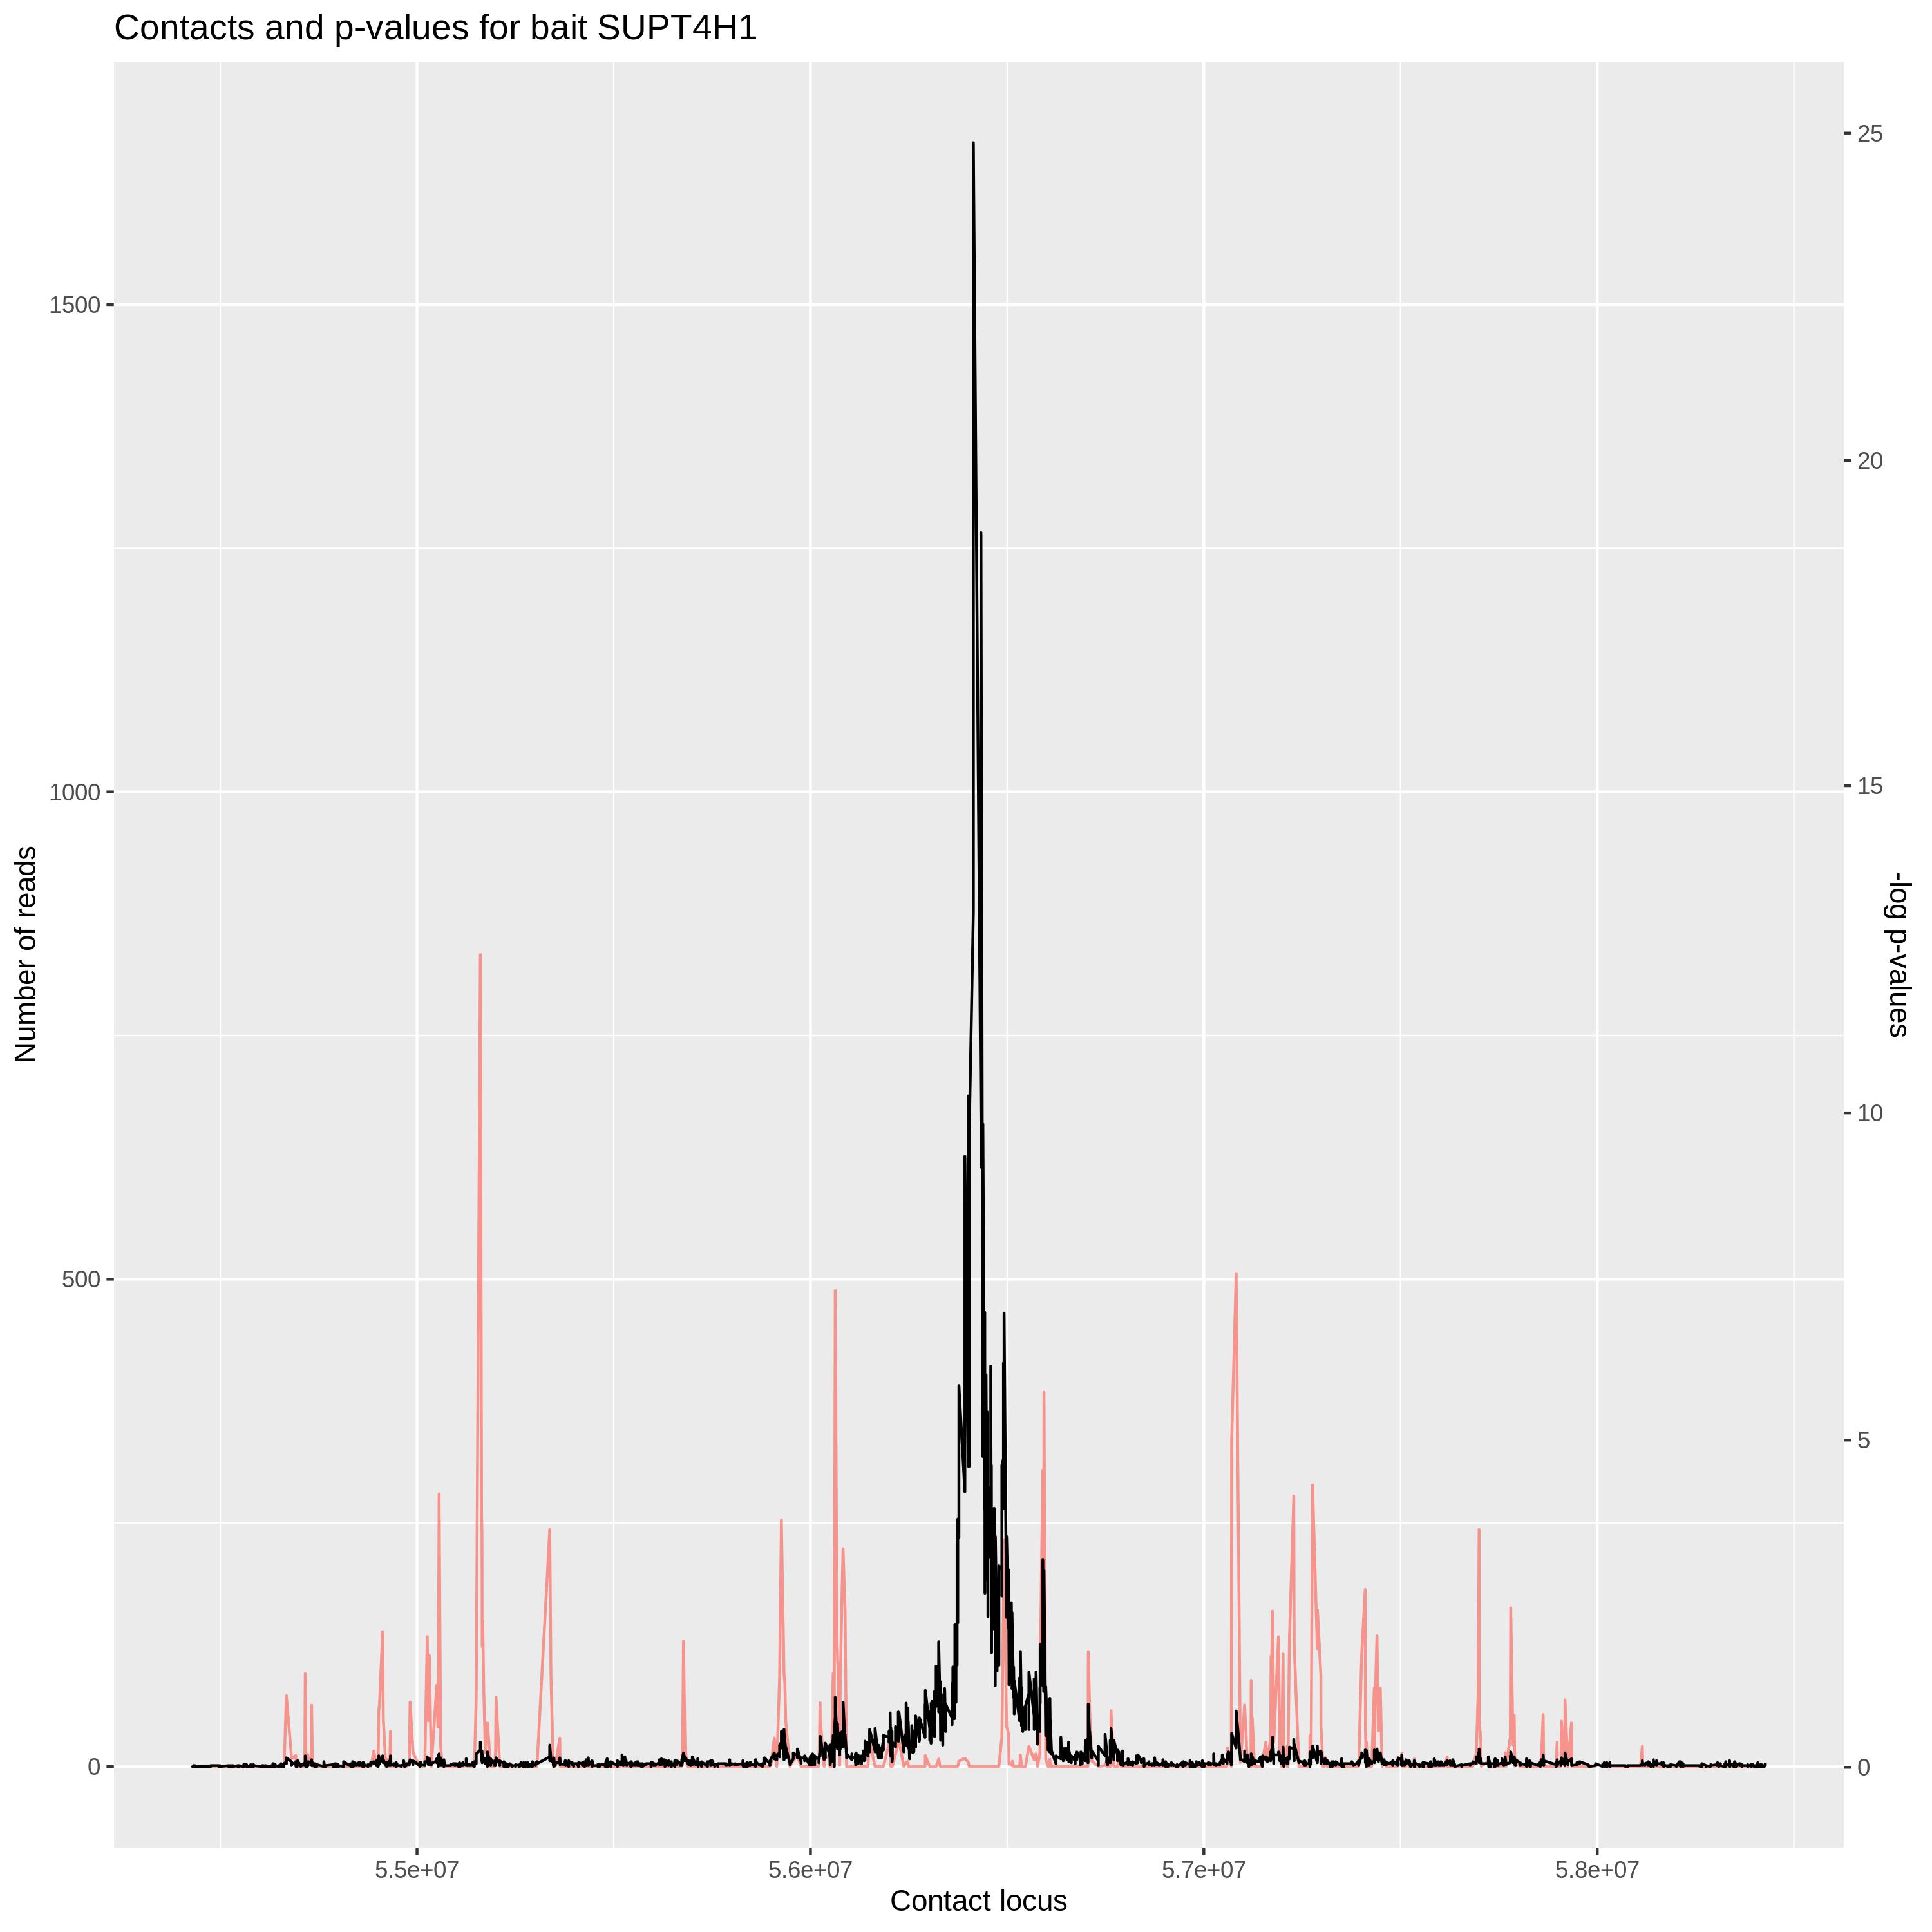 Contacts and p-values for bait SUPT4H1
25
1500
20
1000
15
Number of reads
-log p-values
10
500
5
0
0
5.5e+07
5.6e+07
5.7e+07
5.8e+07
Contact locus